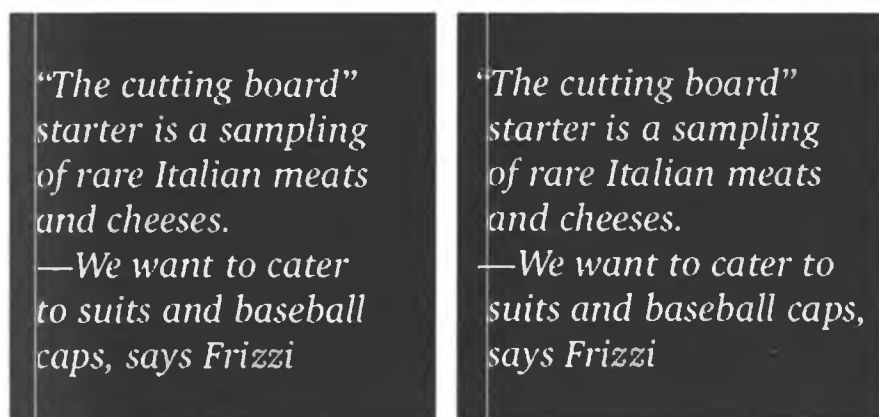 “The cutting board”
starter is a sampling
of rare Italian meats
and cheeses.
—We want to cater
to suits and baseball
caps, says Frizzi
“The cutting board”
starter is a sampling
of rare Italian meats
and cheeses.
—We want to cater to
suits and baseball caps,
says Frizzi